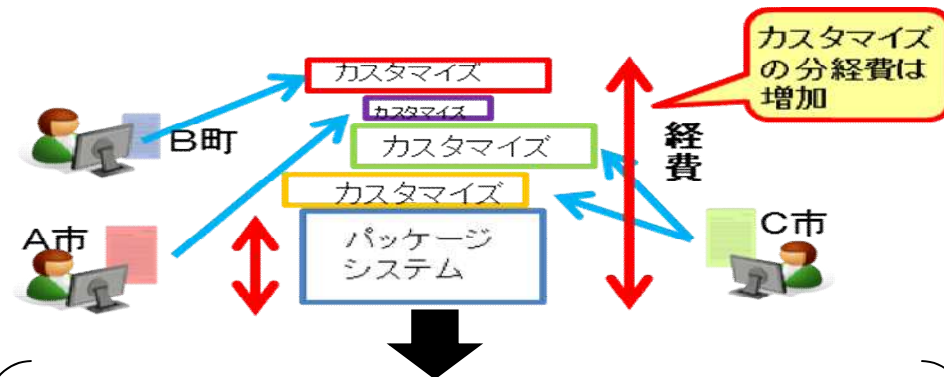 カスタマイズ
の分経費は
増加
カスタマイズ
カスタマイズ
B町
カスタマイズ
経費
カスタマイズ
A市
パッケージ
システム
C市